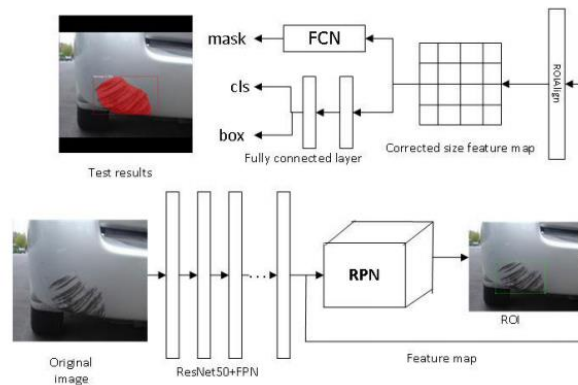 mask
FCN
cls
box
Fully connected layer
Corrected size feature map
ROIAlign
Test results
RPN
ROI
Original
image
ResNet50+FPN
Feature map